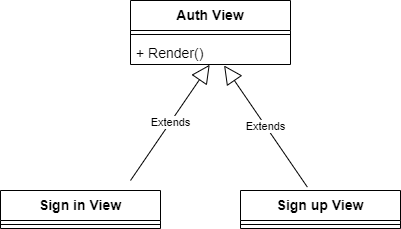 Auth View
+ Render()
Extends
Extends
Sign in View
Sign up View